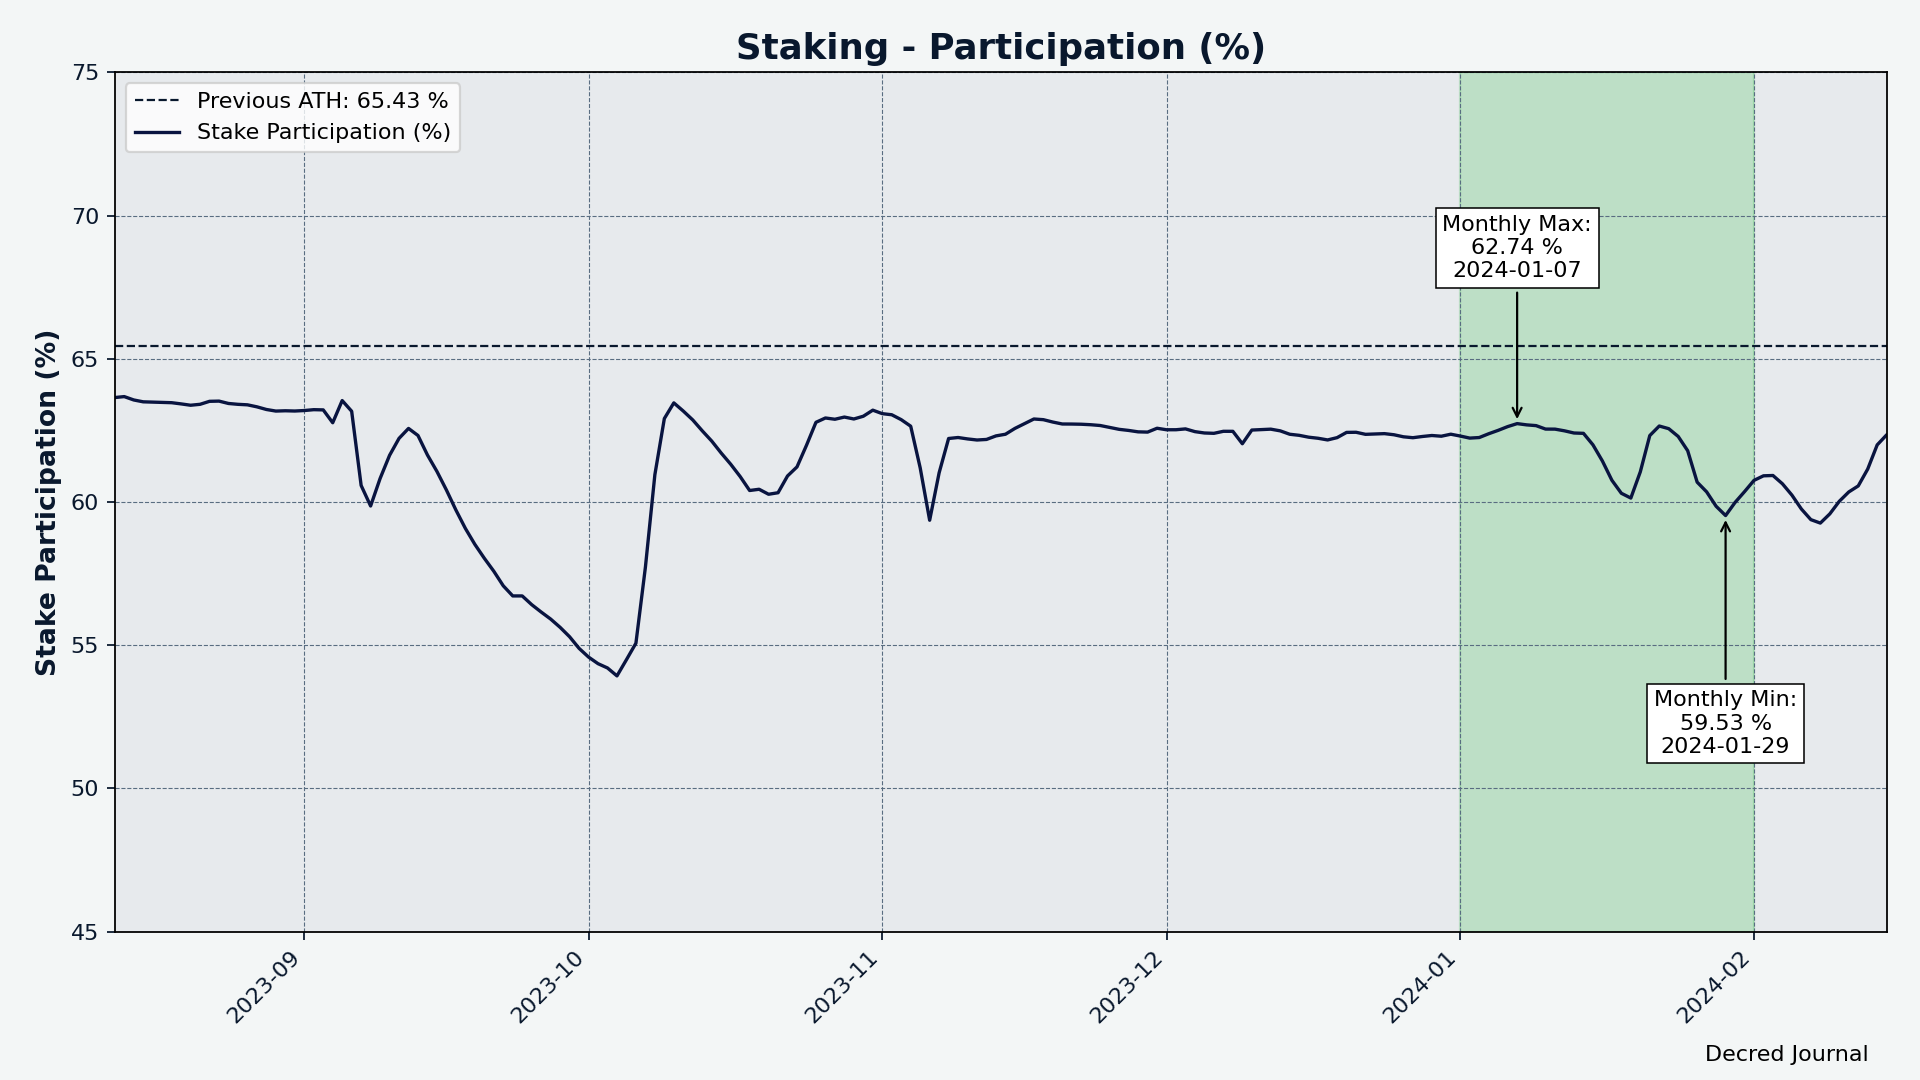 Staking - Participation (%)
Previous ATH: 65.43 %
Stake Participation (%)
Stake Participation (%)
75
70
65
60
55
50
45
Monthly Max:
62.74 %
2024-01-07
Monthly Min:
59.53 %
2024-01-29
2023-09
2023-10
2023-11
2023-12
2024-01
2024-02
Decred Journal